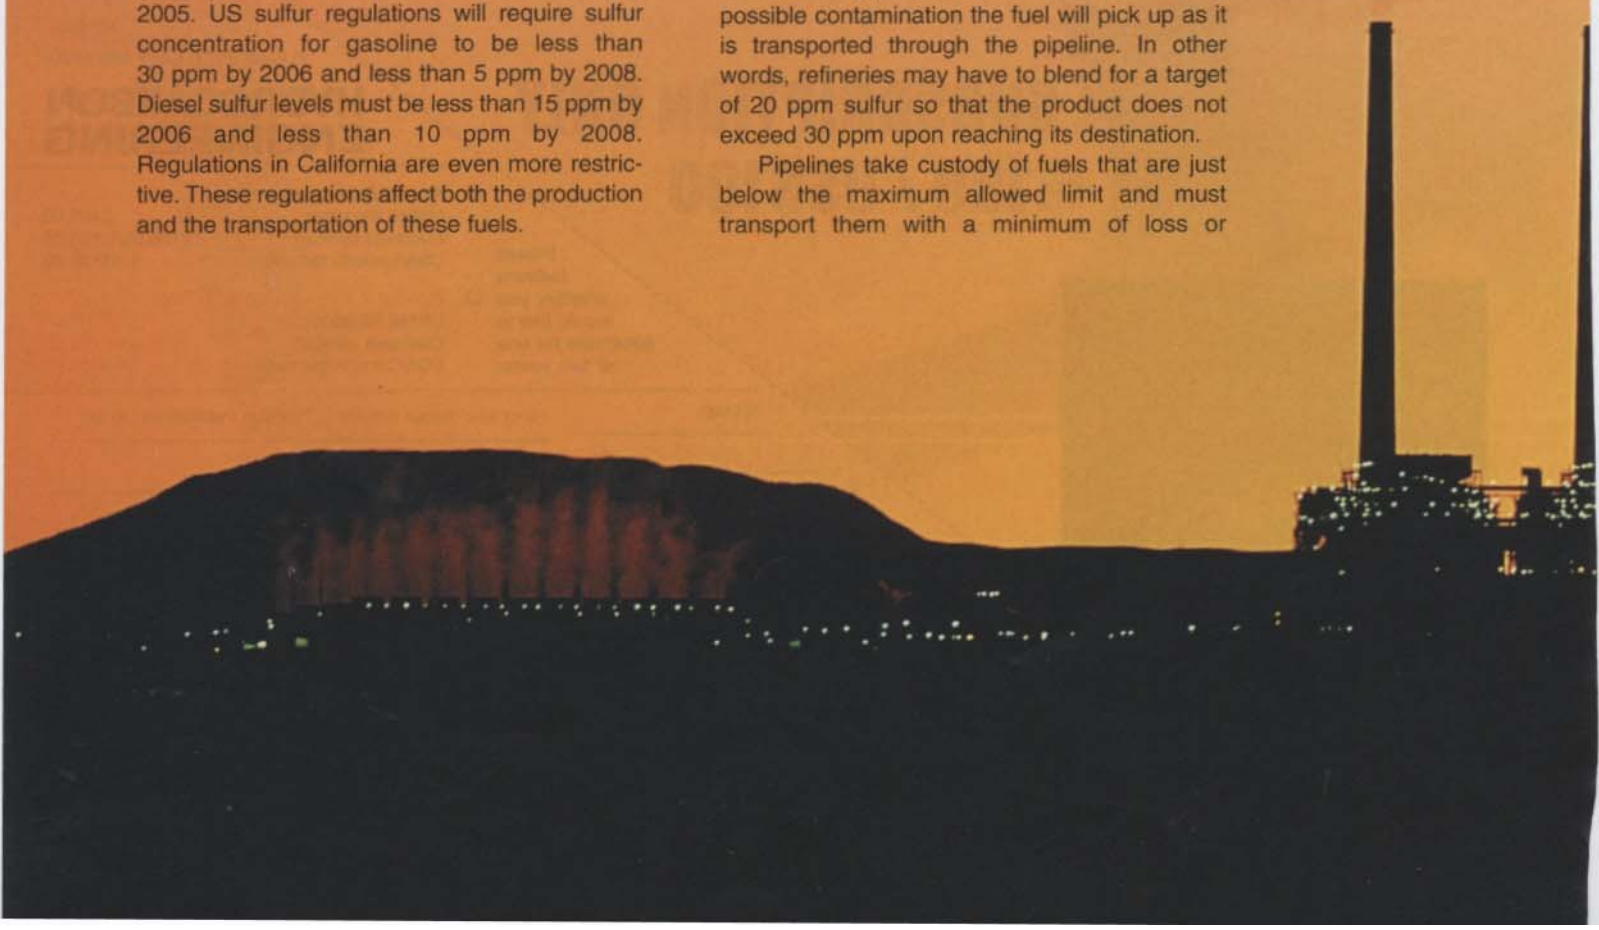 2005. US sulfur regulations will require sulfur
concentration for gasoline to be less than
30 ppm by 2006 and less than 5 ppm by 2008.
Diesel sulfur levels must be less than 15 ppm by
2006 and less than 10 ppm by 2008.
Regulations in California are even more restric-
tive. These regulations affect both the production
and the transportation of these fuels.
possible contamination the fuel will pick up as it
is transported through the pipeline. In other
words, refineries may have to blend for a target
of 20 ppm sulfur so that the product does not
exceed 30 ppm upon reaching its destination.
Pipelines take custody of fuels that are just
below the maximum allowed limit and must
transport them with a minimum of loss or